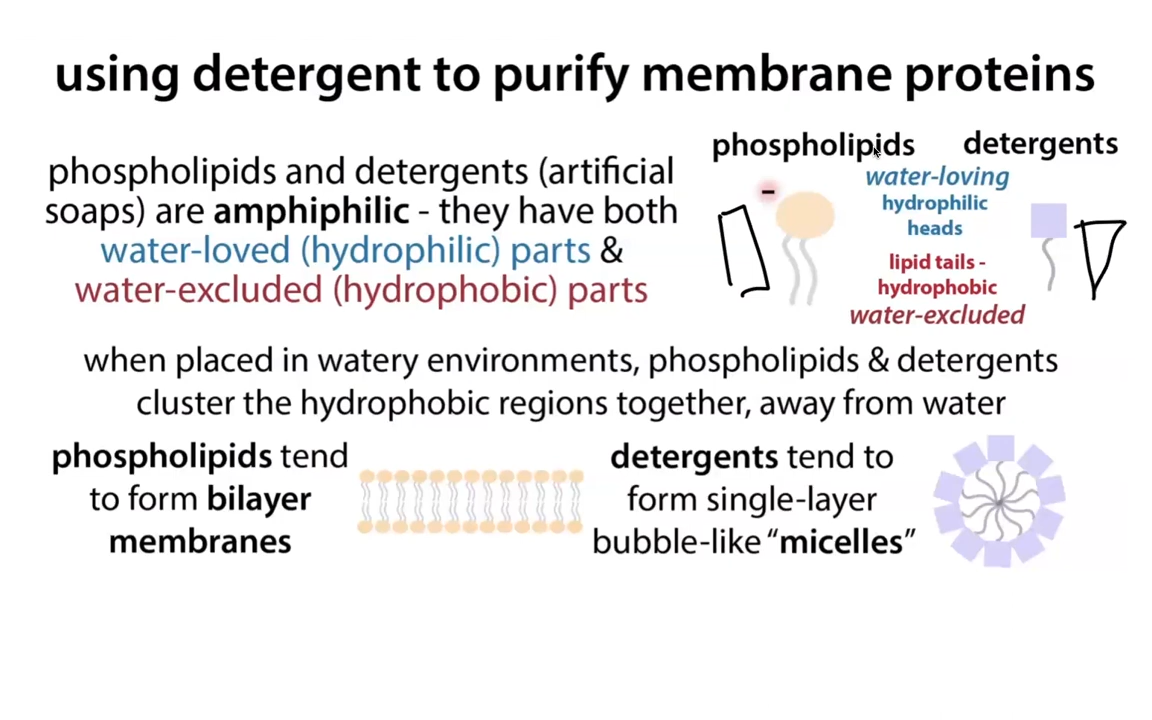 using detergent to purify membrane proteins
phospholipids and detergents (artificial
soaps) are amphiphilic - they have both
water-loved (hydrophilic) parts &
water-excluded (hydrophobic) parts
phospholipids
detergents
water-loving
hydrophilic
heads
lipid tails -
hydrophobic
water-excluded
-
when placed in watery environments, phospholipids & detergents
cluster the hydrophobic regions together, away from water
phospholipids tend
to form bilayer
membranes
detergents tend to
form single-layer
bubble-like “micelles”